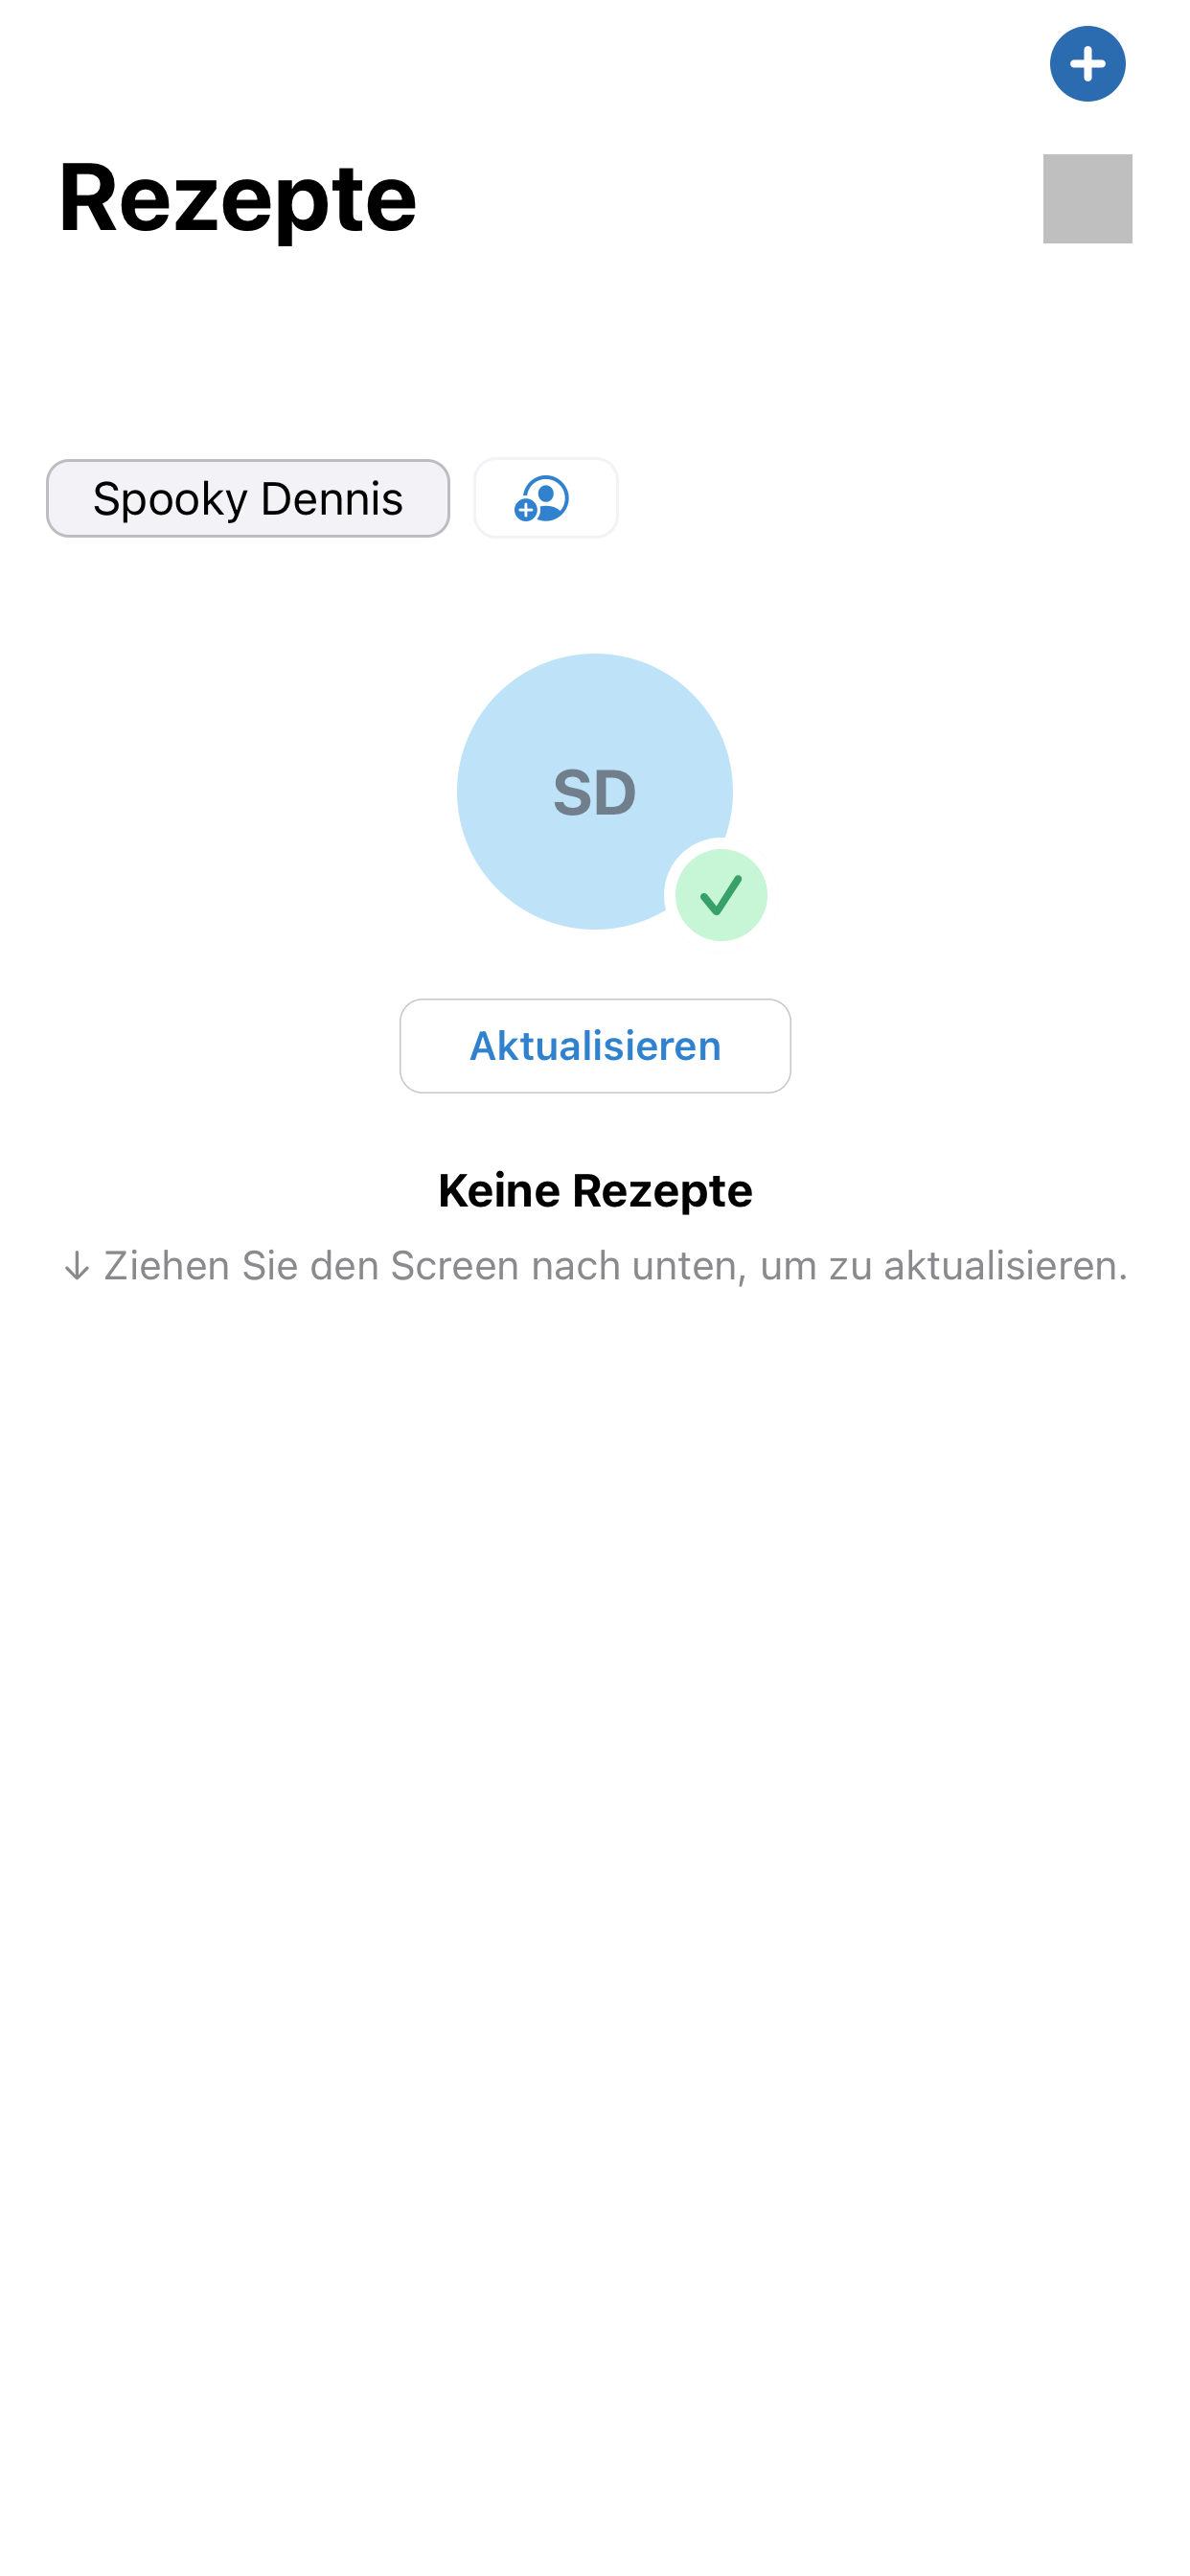 Rezepte
Spooky Dennis
SD
Aktualisieren
Keine Rezepte
↓ Ziehen Sie den Screen nach unten, um zu aktualisieren.